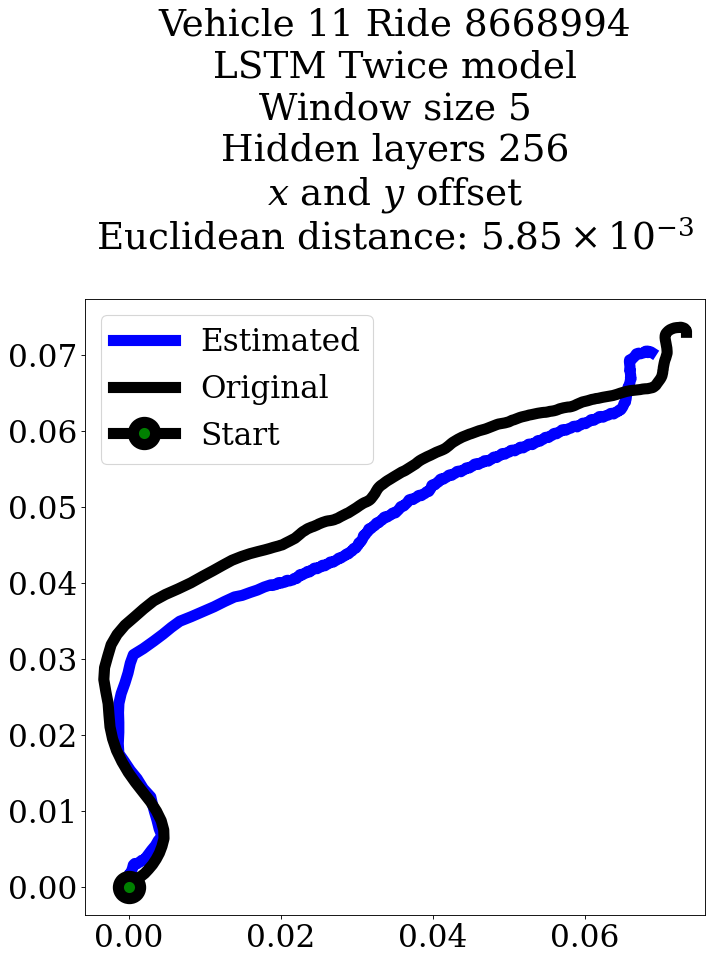 Vehicle 11 Ride 8668994
LSTM Twice model
Window size 5
Hidden layers 256
x and y offset
Euclidean distance: 5.85 × 10⁻³
Estimated
Original
Start
0.07
0.06
0.05
0.04
0.03
0.02
0.01
0.00
0.00 0.02 0.04 0.06